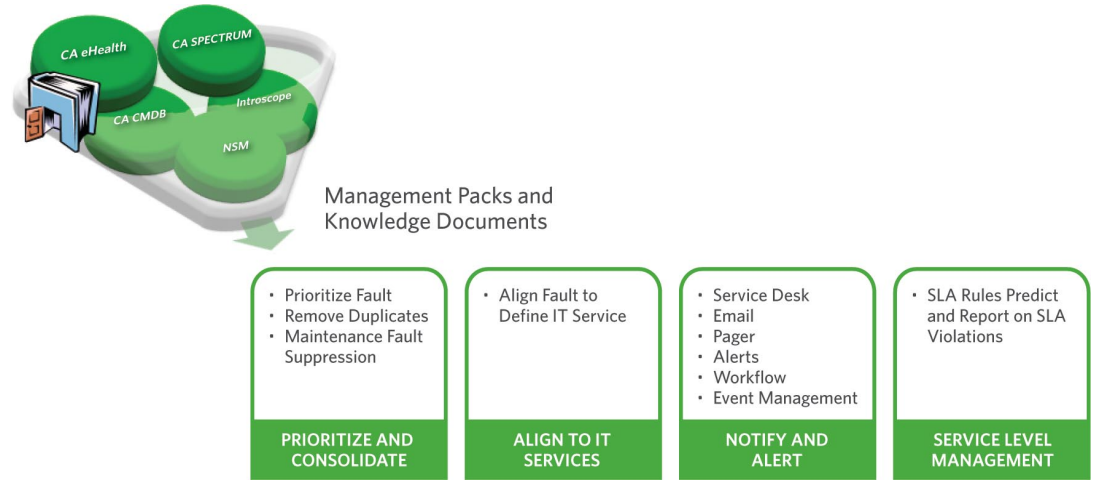 CA eHealth
CA SPECTRUM
CA CMDB
Introscope
NSM
Management Packs and
Knowledge Documents
• Prioritize Fault
• Remove Duplicates
• Maintenance Fault
Suppression
PRIORITIZE AND
CONSOLIDATE
• Align Fault to
Define IT Service
ALIGN TO IT
SERVICES
• Service Desk
• Email
• Pager
• Alerts
• Workflow
• Event Management
NOTIFY AND
ALERT
• SLA Rules Predict
and Report on SLA
Violations
SERVICE LEVEL
MANAGEMENT